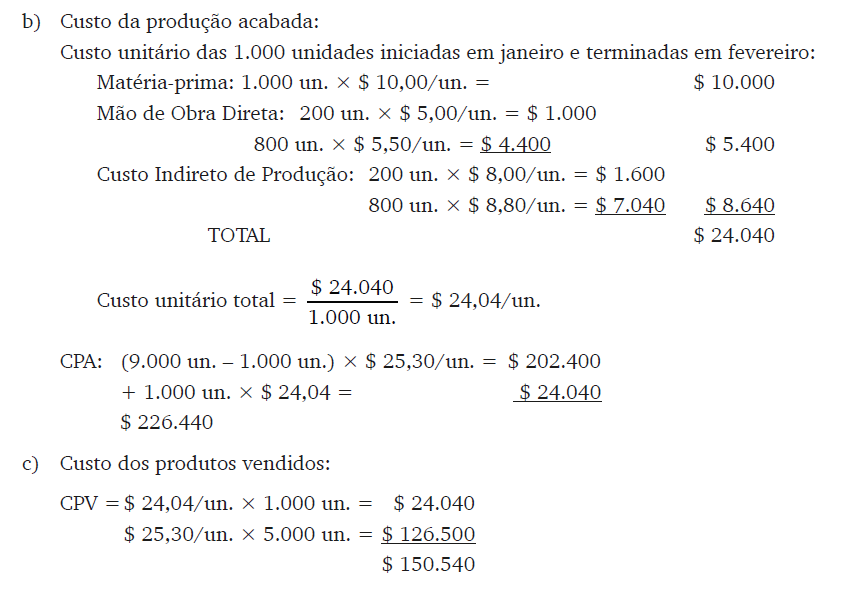 b) Custo da produção acabada:
Custo unitário das 1.000 unidades iniciadas em janeiro e terminadas em fevereiro:
Matéria-prima: 1.000 un. × $ 10,00/un. = $ 10.000
Mão de Obra Direta: 200 un. × $ 5,00/un. = $ 1.000
800 un. × $ 5,50/un. = $ 4.400 $ 5.400
Custo Indireto de Produção: 200 un. × $ 8,00/un. = $ 1.600
800 un. × $ 8,80/un. = $ 7.040 $ 8.640
TOTAL $ 24.040
$ 24.040
Custo unitário total = = $ 24,04/un.
1.000 un.
CPA: (9.000 un. – 1.000 un.) × $ 25,30/un. = $ 202.400
+ 1.000 un. × $ 24,04 = $ 24.040
$ 226.440
c) Custo dos produtos vendidos:
CPV = $ 24,04/un. × 1.000 un. = $ 24.040
$ 25,30/un. × 5.000 un. = $ 126.500
$ 150.540